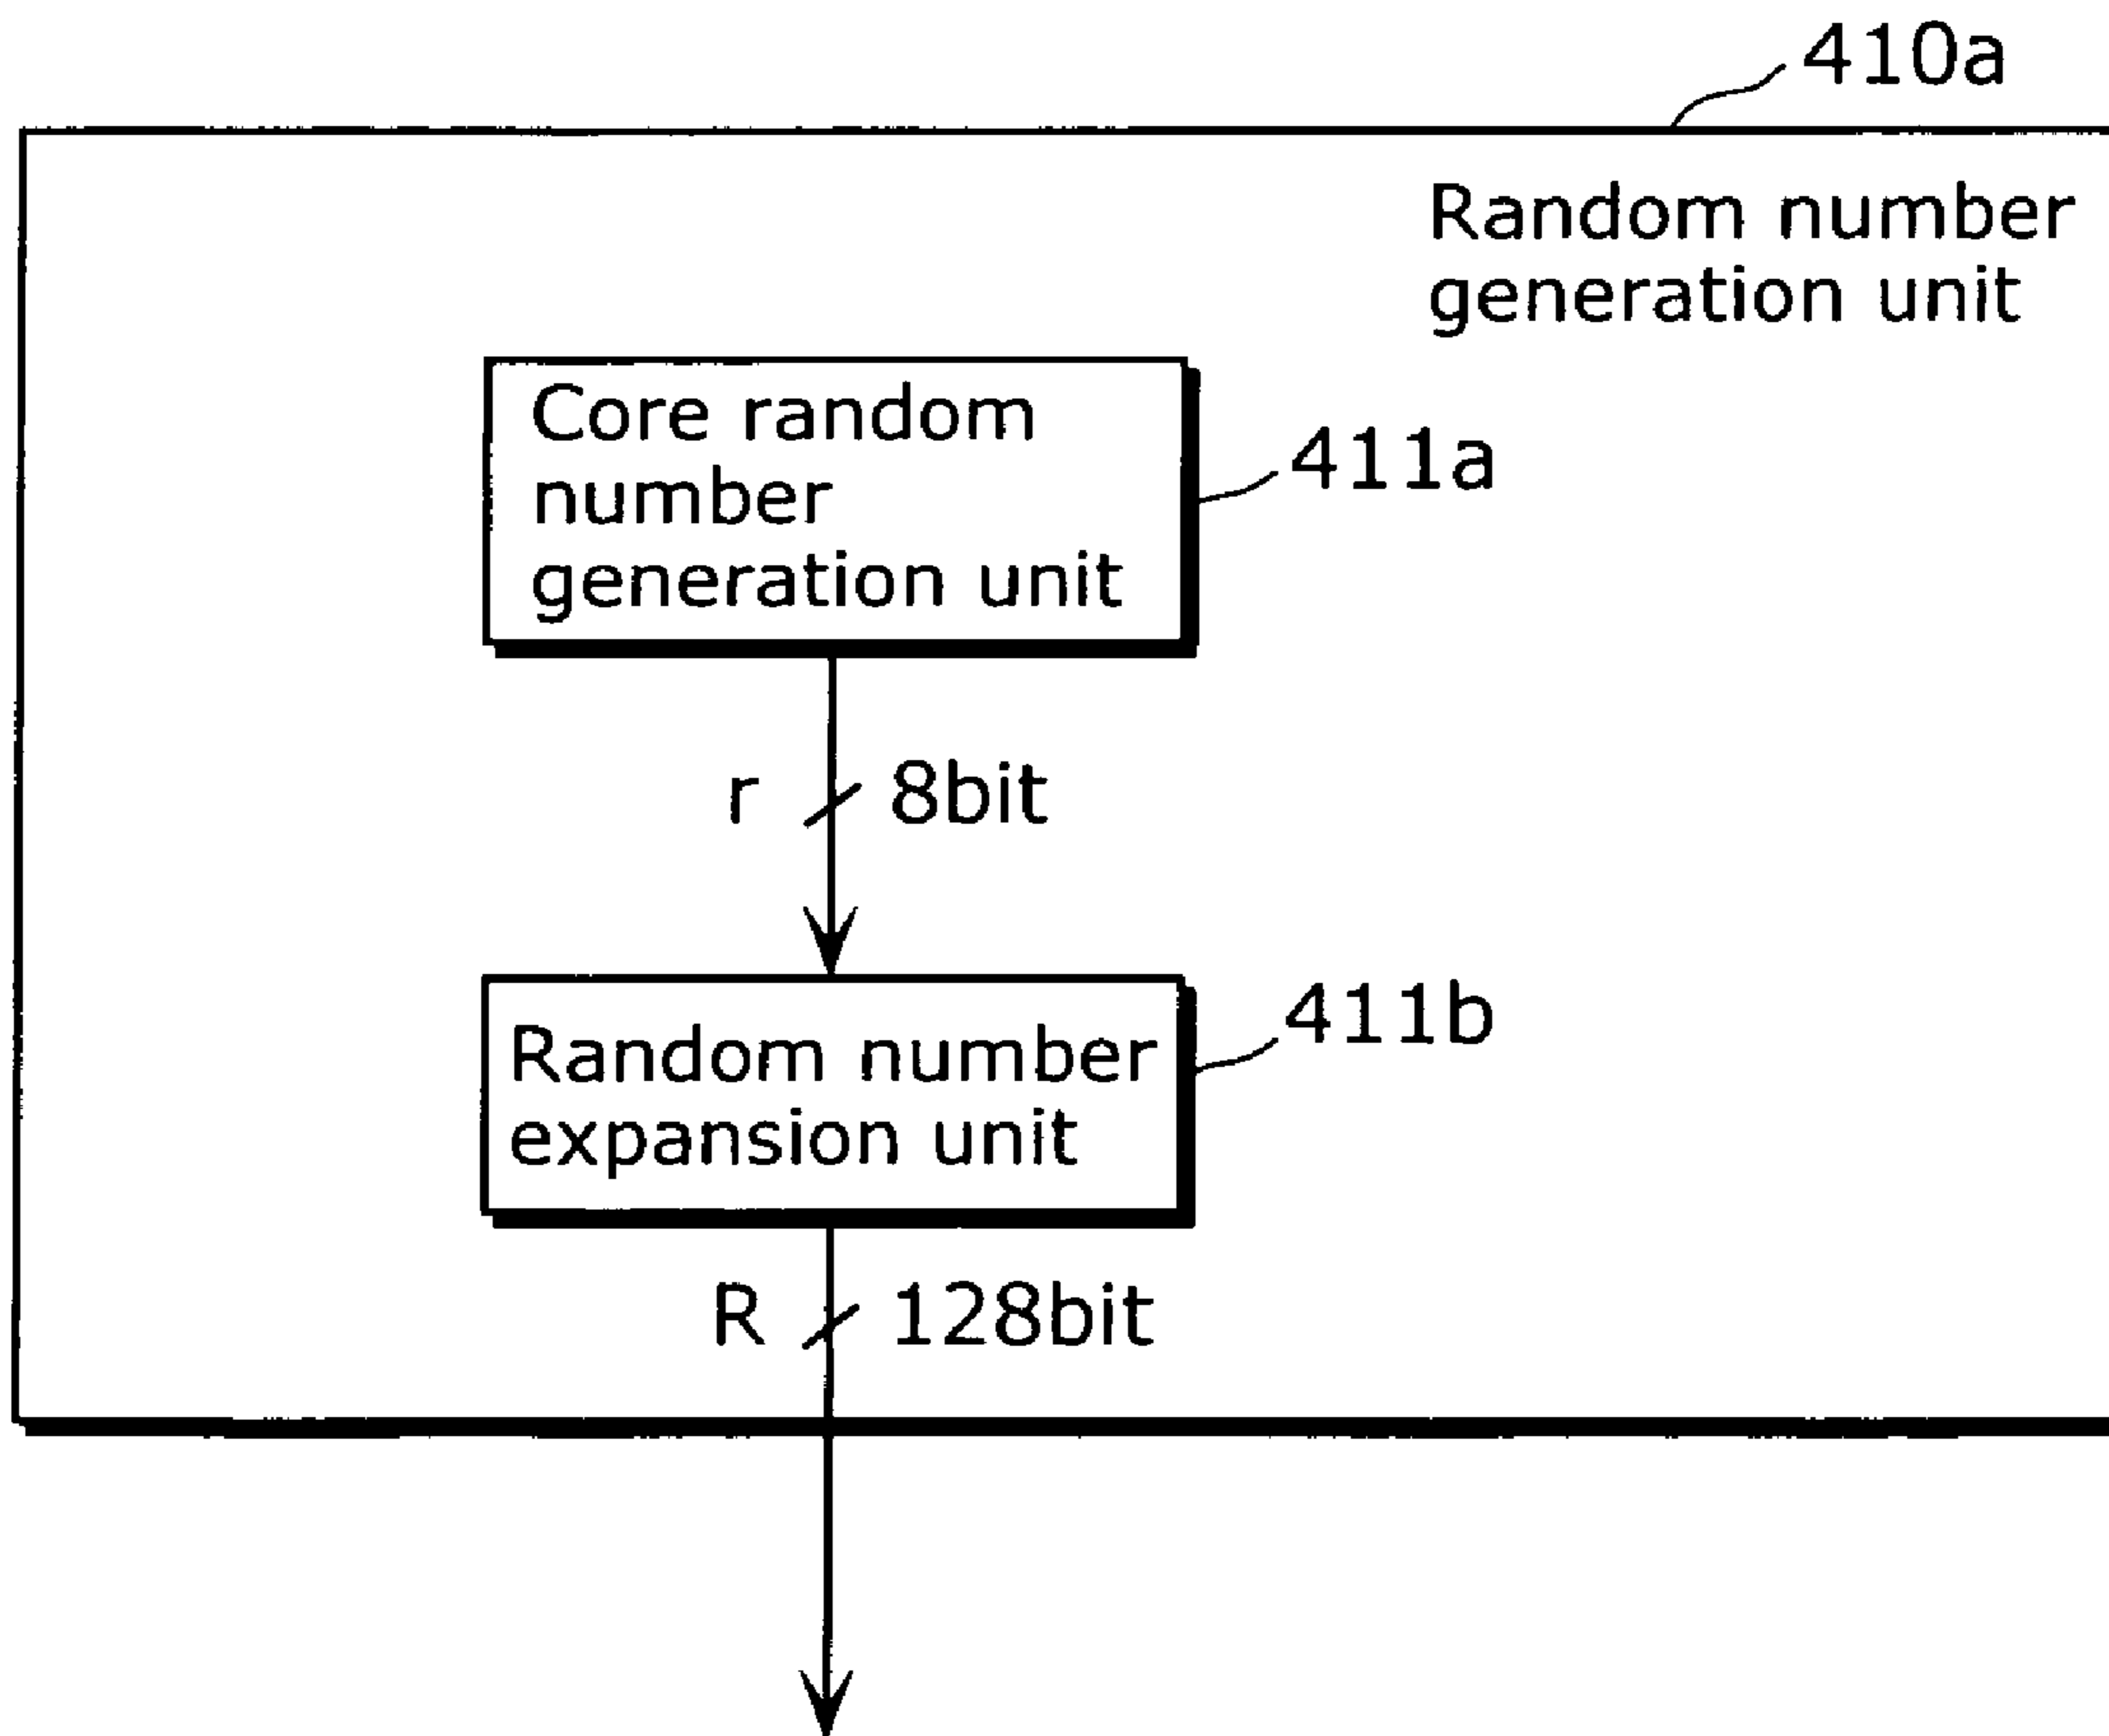 410a
Random number
generation unit
Core random
number
generation unit
411a
r 8bit
Random number
expansion unit
411b
R 128bit